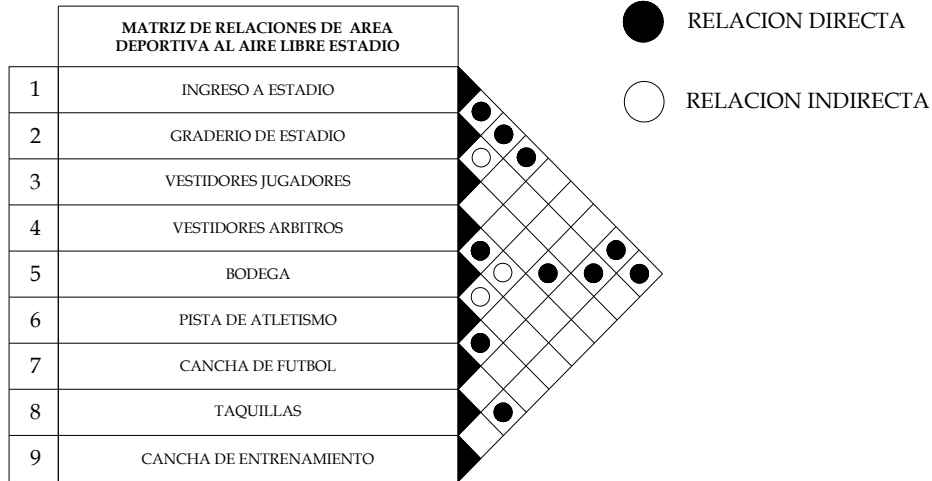 MATRIZ DE RELACIONES DE AREA
DEPORTIVA AL AIRE LIBRE ESTADIO
RELACION DIRECTA
RELACION INDIRECTA
1 INGRESO A ESTADIO
2 GRADERIO DE ESTADIO
3 VESTIDORES JUGADORES
4 VESTIDORES ARBITROS
5 BODEGA
6 PISTA DE ATLETISMO
7 CANCHA DE FUTBOL
8 TAQUILLAS
9 CANCHA DE ENTRENAMIENTO